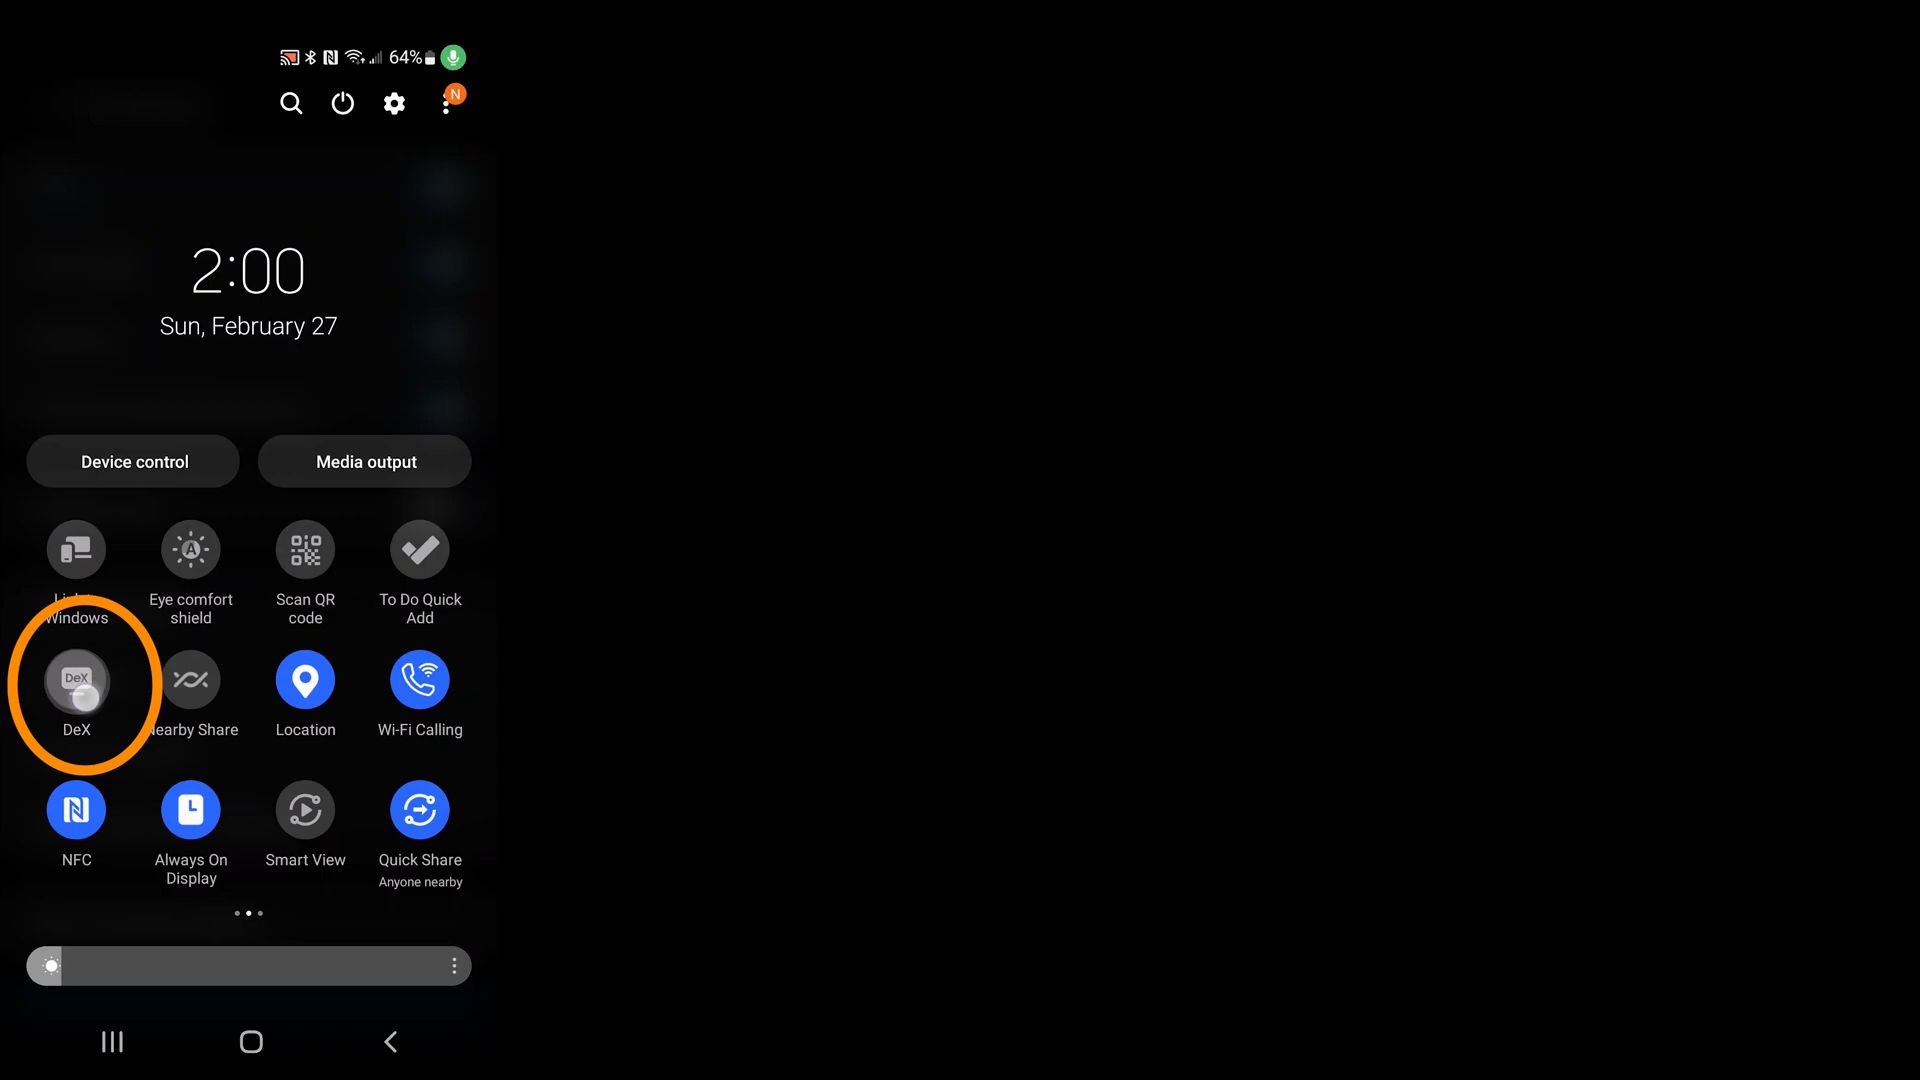 64%
N
2:00
Sun, February 27
Device control
Media output
Windows
Eye comfort
shield
Scan QR
code
To Do Quick
Add
DeX
DeX
Nearby Share
Location
Wi-Fi Calling
NFC
Always On
Display
Smart View
Quick Share
Anyone nearby